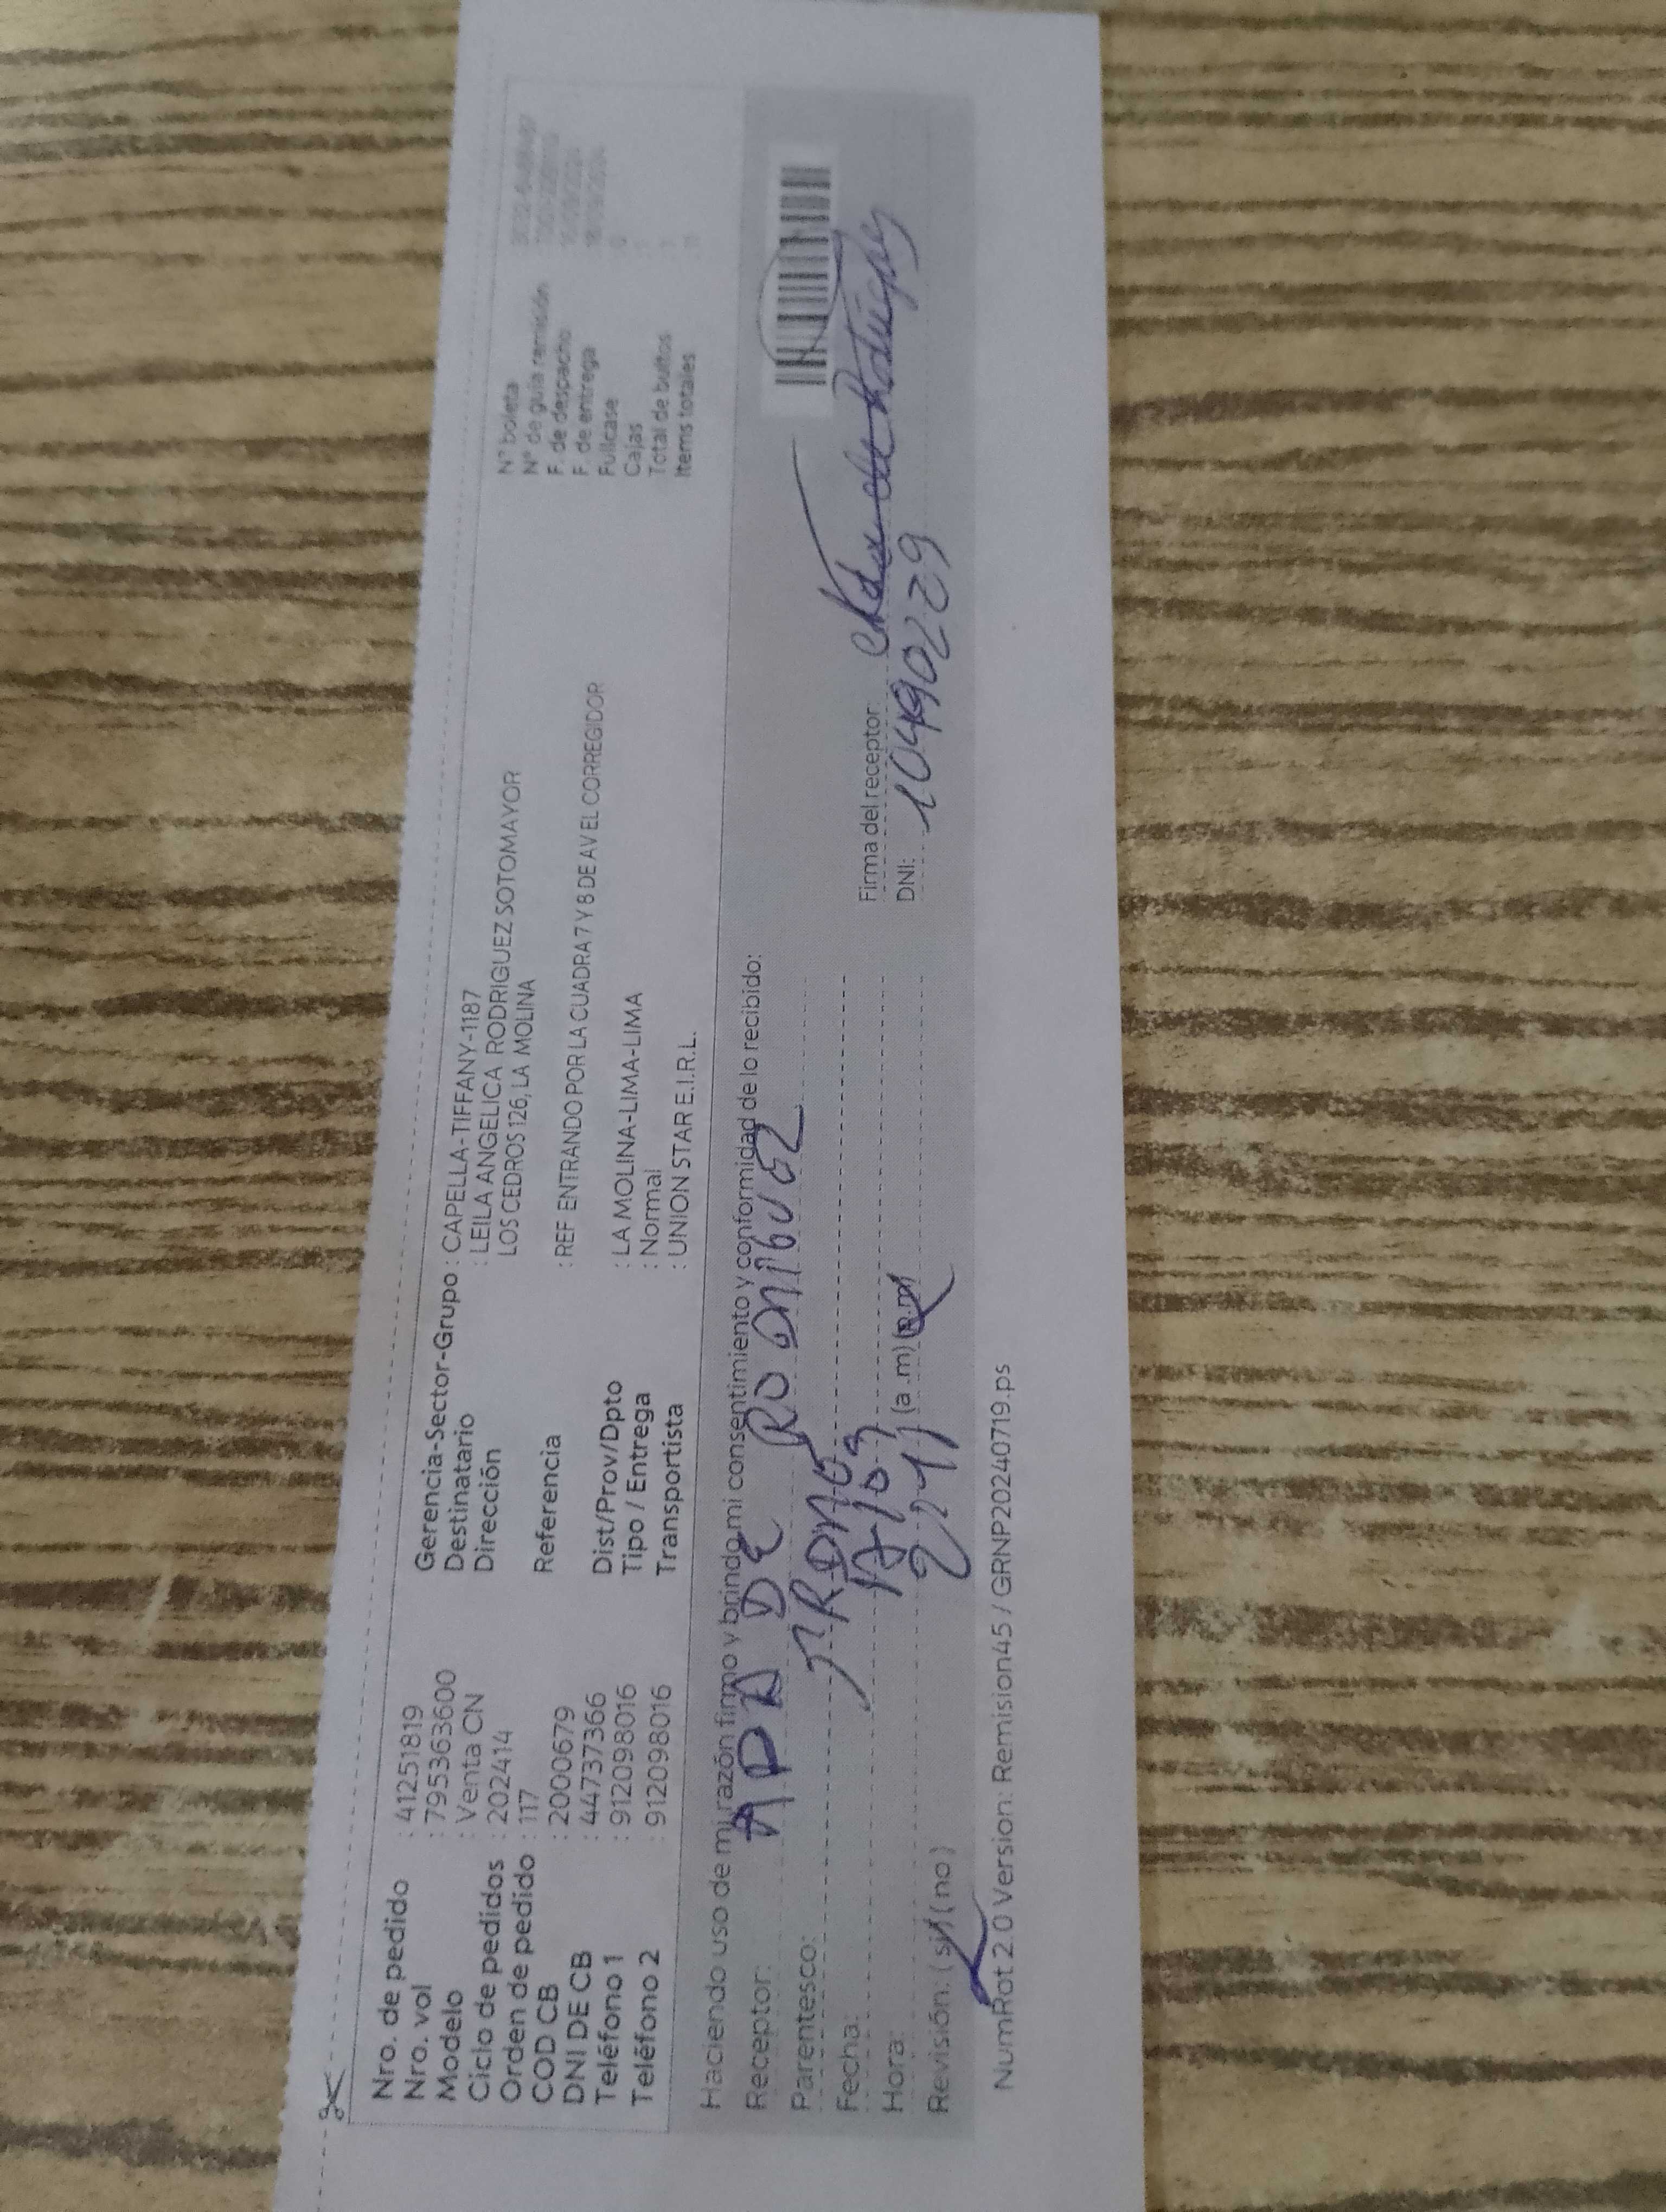 Nro. de pedido : 41251819
Nro. vol : 795363600
Modelo : Venta CN
Ciclo de pedidos : 202414
Orden de pedido : 117
COD CB : 2000679
DNI DE CB : 44737366
Teléfono 1 : 912098016
Teléfono 2 : 912098016
Gerencia-Sector-Grupo : CAPELLA-TIFFANY-1187
Destinatario : LEILA ANGELICA RODRIGUEZ SOTOMAYOR
Dirección LOS CEDROS 126, LA MOLINA
Referencia : REF ENTRANDO POR LA CUADRA 7 Y 8 DE AV EL CORREGIDOR
Dist/Prov/Dpto : LA MOLINA-LIMA-LIMA
Tipo / Entrega : Normal
Transportista : UNION STAR E.I.R.L.
N° boleta
N° de guía remisión
F. de despacho
F. de entrega
Fullcase
Cajas
Total de bultos
Items totales
Haciendo uso de mi razón firmo y brindo mi consentimiento y conformidad de lo recibido:
Receptor:
Parentesco:
Fecha:
Hora: (a.m) (p.m)
Revisión: (si) (no)
Firma del receptor:
DNI: 10490229
NumRot 2.0 Version: Remision45 / GRNP20240719.ps